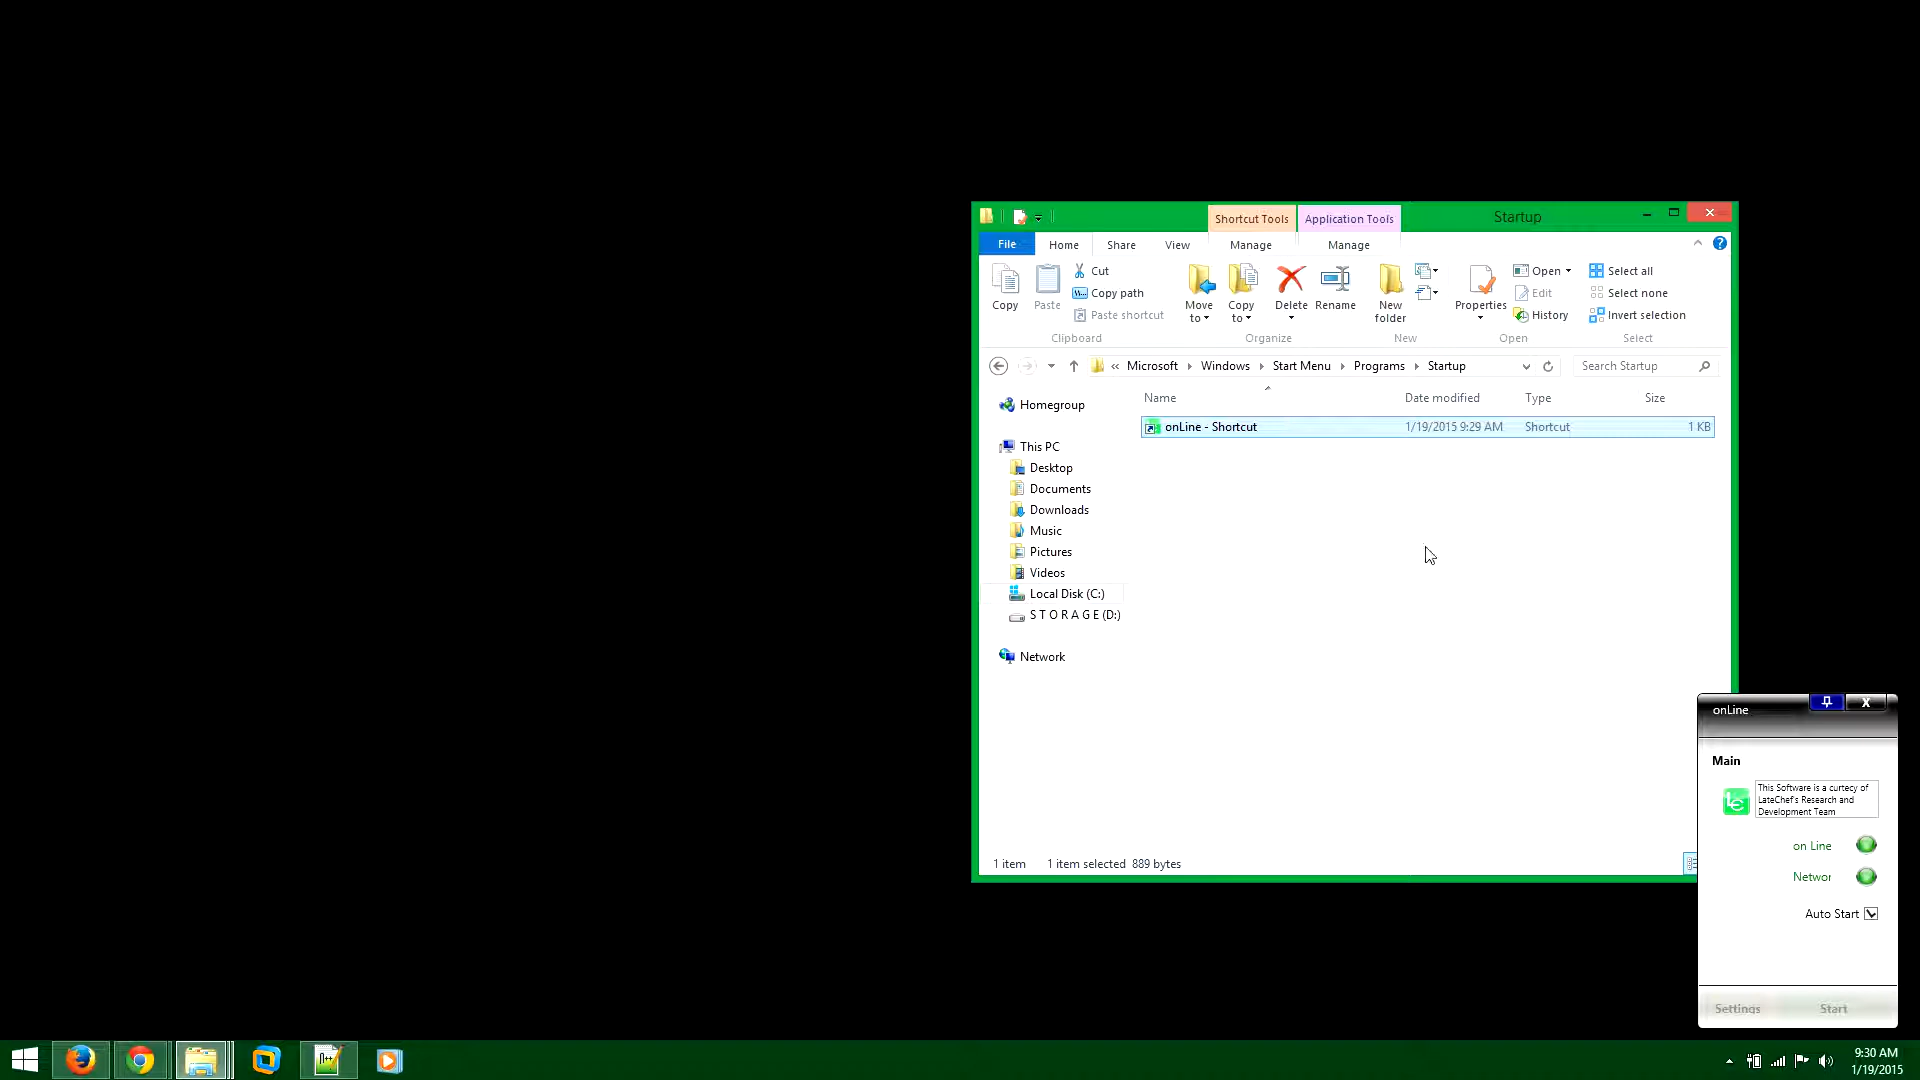 Shortcut Tools
Application Tools
Startup
File
Home
Share
View
Manage
Manage
Copy
Paste
Cut
Copy path
Paste shortcut
Clipboard
Move to
Copy to
Delete
Rename
Organize
New folder
New
Properties
Open
Edit
History
Open
Select all
Select none
Invert selection
Select
« Microsoft Windows Start Menu Programs Startup
Search Startup
Name Date modified Type Size
onLine - Shortcut 1/19/2015 9:29 AM Shortcut 1 KB
Homegroup
This PC
Desktop
Documents
Downloads
Music
Pictures
Videos
Local Disk (C:)
S T O R A G E (D:)
Network
1 item 1 item selected 889 bytes
onLine
X
Main
Le
This Software is a curtecy of
LateChef's Research and
Development Team
on Line
Networ
Auto Start
Settings Start
n++
9:30 AM
1/19/2015